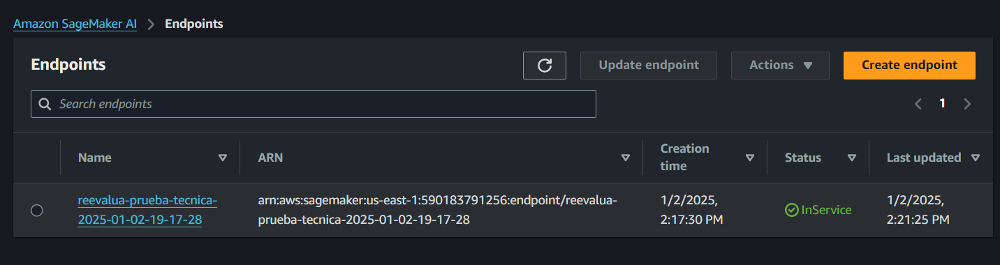 Amazon SageMaker AI > Endpoints
Endpoints
Update endpoint
Actions
Create endpoint
Search endpoints
1
Name
ARN
Creation
time
Status
Last updated
reevalua-prueba-tecnica-
2025-01-02-19-17-28
arn:aws:sagemaker:us-east-1:590183791256:endpoint/reevalua-
prueba-tecnica-2025-01-02-19-17-28
1/2/2025,
2:17:30 PM
InService
1/2/2025,
2:21:25 PM